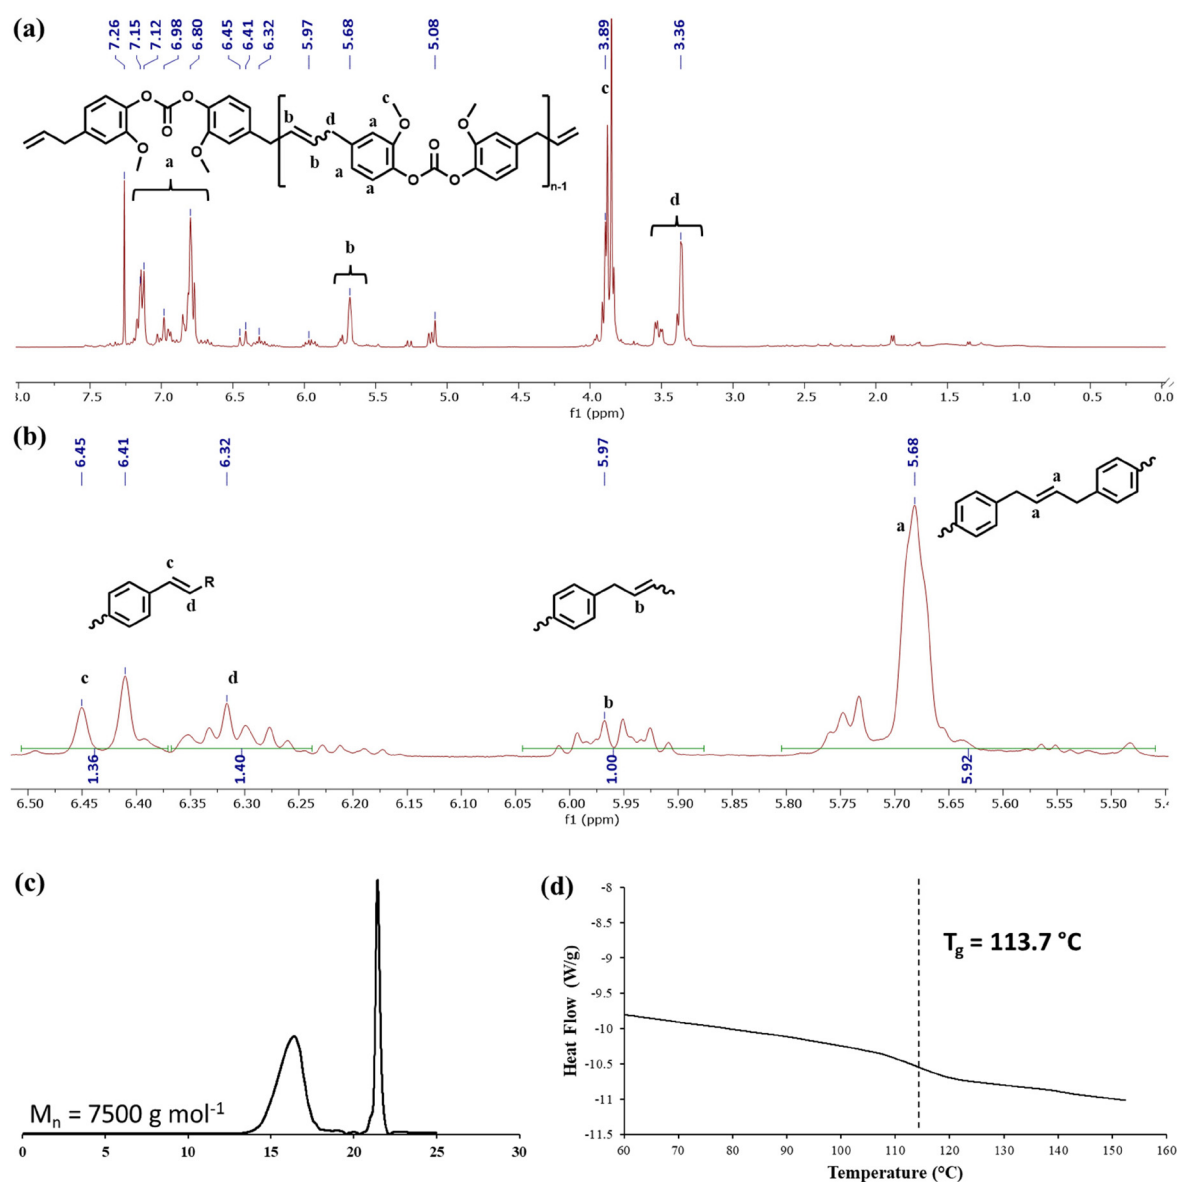 (a)
7.26 7.15 7.12 6.98 6.80 6.45 6.41 6.32 5.97 5.68 5.08 3.89 3.36
c
c
O O O O
b d a
O O
O O O
b a a O O
a
n-1
d
b
8.0 7.5 7.0 6.5 6.0 5.5 5.0 4.5 4.0 3.5 3.0 2.5 2.0 1.5 1.0 0.5 0.0
f1 (ppm)
(b)
6.45 6.41 6.32 5.97 5.68
a
a
a
c
R
d
b
c d b
1.36 1.40 1.00 5.92
6.50 6.45 6.40 6.35 6.30 6.25 6.20 6.15 6.10 6.05 6.00 5.95 5.90 5.85 5.80 5.75 5.70 5.65 5.60 5.55 5.50 5.4
f1 (ppm)
(c)
Mn = 7500 g mol-1
0 5 10 15 20 25 30
(d)
-8
-8.5
-9
-9.5
-10
-10.5
-11
-11.5
Heat Flow (W/g)
Tg = 113.7 °C
60 70 80 90 100 110 120 130 140 150 160
Temperature (°C)